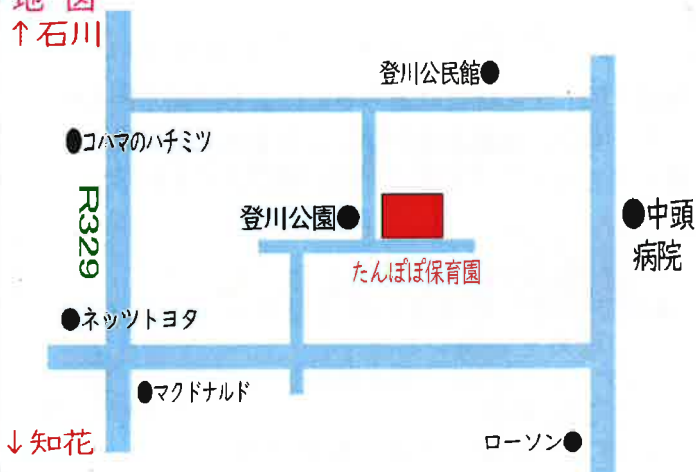 地図
↑石川
登川公民館
コハマのハチミツ
R329
登川公園
中頭
病院
たんぽぽ保育園
ネッツトヨタ
マクドナルド
↓知花
ローソン